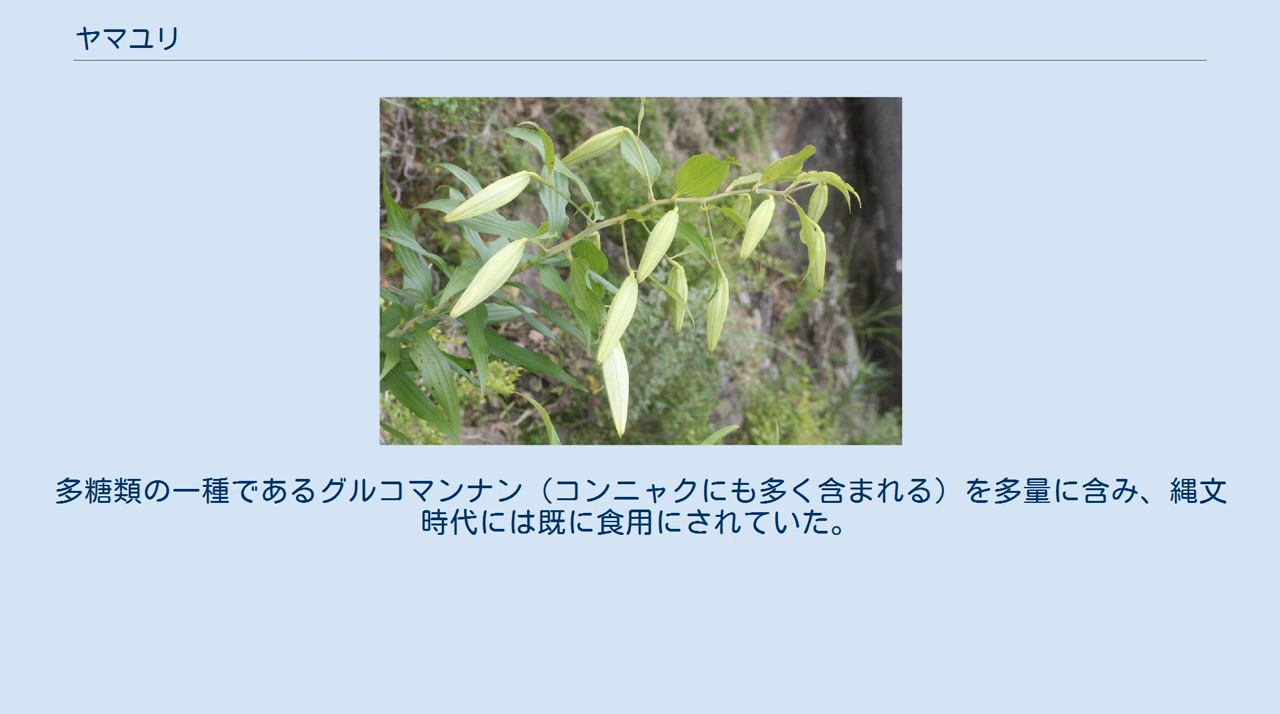 ヤマユリ
多糖類の一種であるグルコマンナン（コンニャクにも多く含まれる）を多量に含み、縄文
時代には既に食用にされていた。